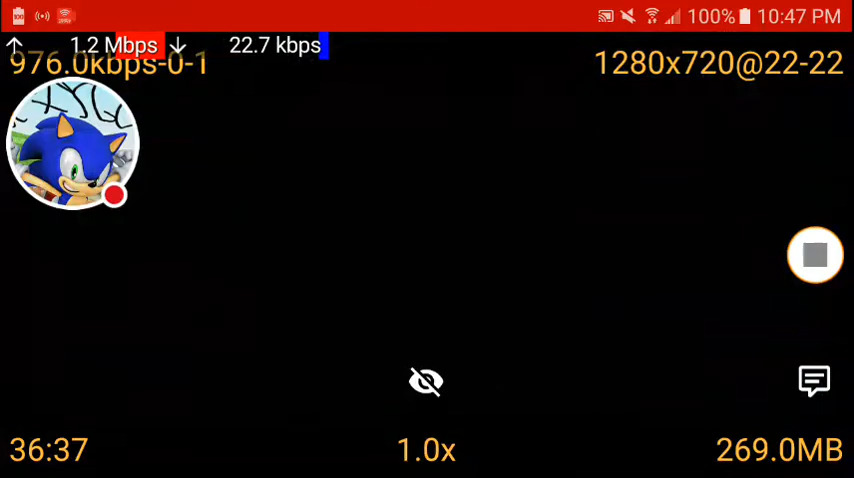 100% 10:47 PM
1.2 Mbps 22.7 kbps
976.0kbps-0-1
1280x720@22-22
36:37
1.0x
269.0MB